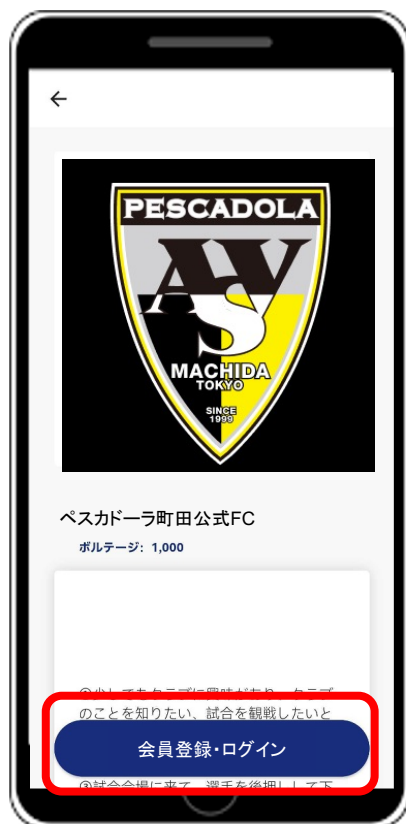 PESCADOLA
ASV
MACHIDA
TOKYO
SINCE
1999
ペスカドーラ町田公式FC
ボルテージ: 1,000
のことを知りたい、試合を観戦したいと
会員登録・ログイン